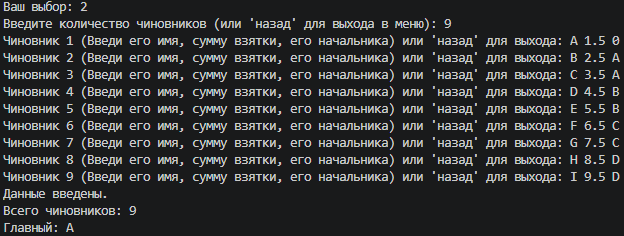 Ваш выбор: 2
Введите количество чиновников (или 'назад' для выхода в меню): 9
Чиновник 1 (Введи его имя, сумму взятки, его начальника) или 'назад' для выхода: A 1.5 0
Чиновник 2 (Введи его имя, сумму взятки, его начальника) или 'назад' для выхода: B 2.5 A
Чиновник 3 (Введи его имя, сумму взятки, его начальника) или 'назад' для выхода: C 3.5 A
Чиновник 4 (Введи его имя, сумму взятки, его начальника) или 'назад' для выхода: D 4.5 B
Чиновник 5 (Введи его имя, сумму взятки, его начальника) или 'назад' для выхода: E 5.5 B
Чиновник 6 (Введи его имя, сумму взятки, его начальника) или 'назад' для выхода: F 6.5 C
Чиновник 7 (Введи его имя, сумму взятки, его начальника) или 'назад' для выхода: G 7.5 C
Чиновник 8 (Введи его имя, сумму взятки, его начальника) или 'назад' для выхода: H 8.5 D
Чиновник 9 (Введи его имя, сумму взятки, его начальника) или 'назад' для выхода: I 9.5 D
Данные введены.
Всего чиновников: 9
Главный: A